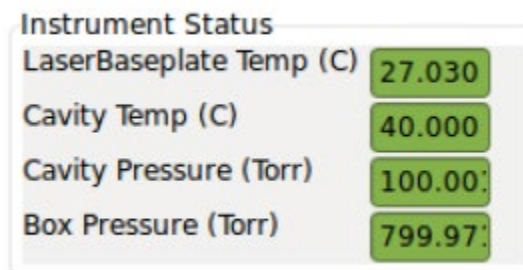 Instrument Status
LaserBaseplate Temp (C) 27.030
Cavity Temp (C) 40.000
Cavity Pressure (Torr) 100.00
Box Pressure (Torr) 799.97